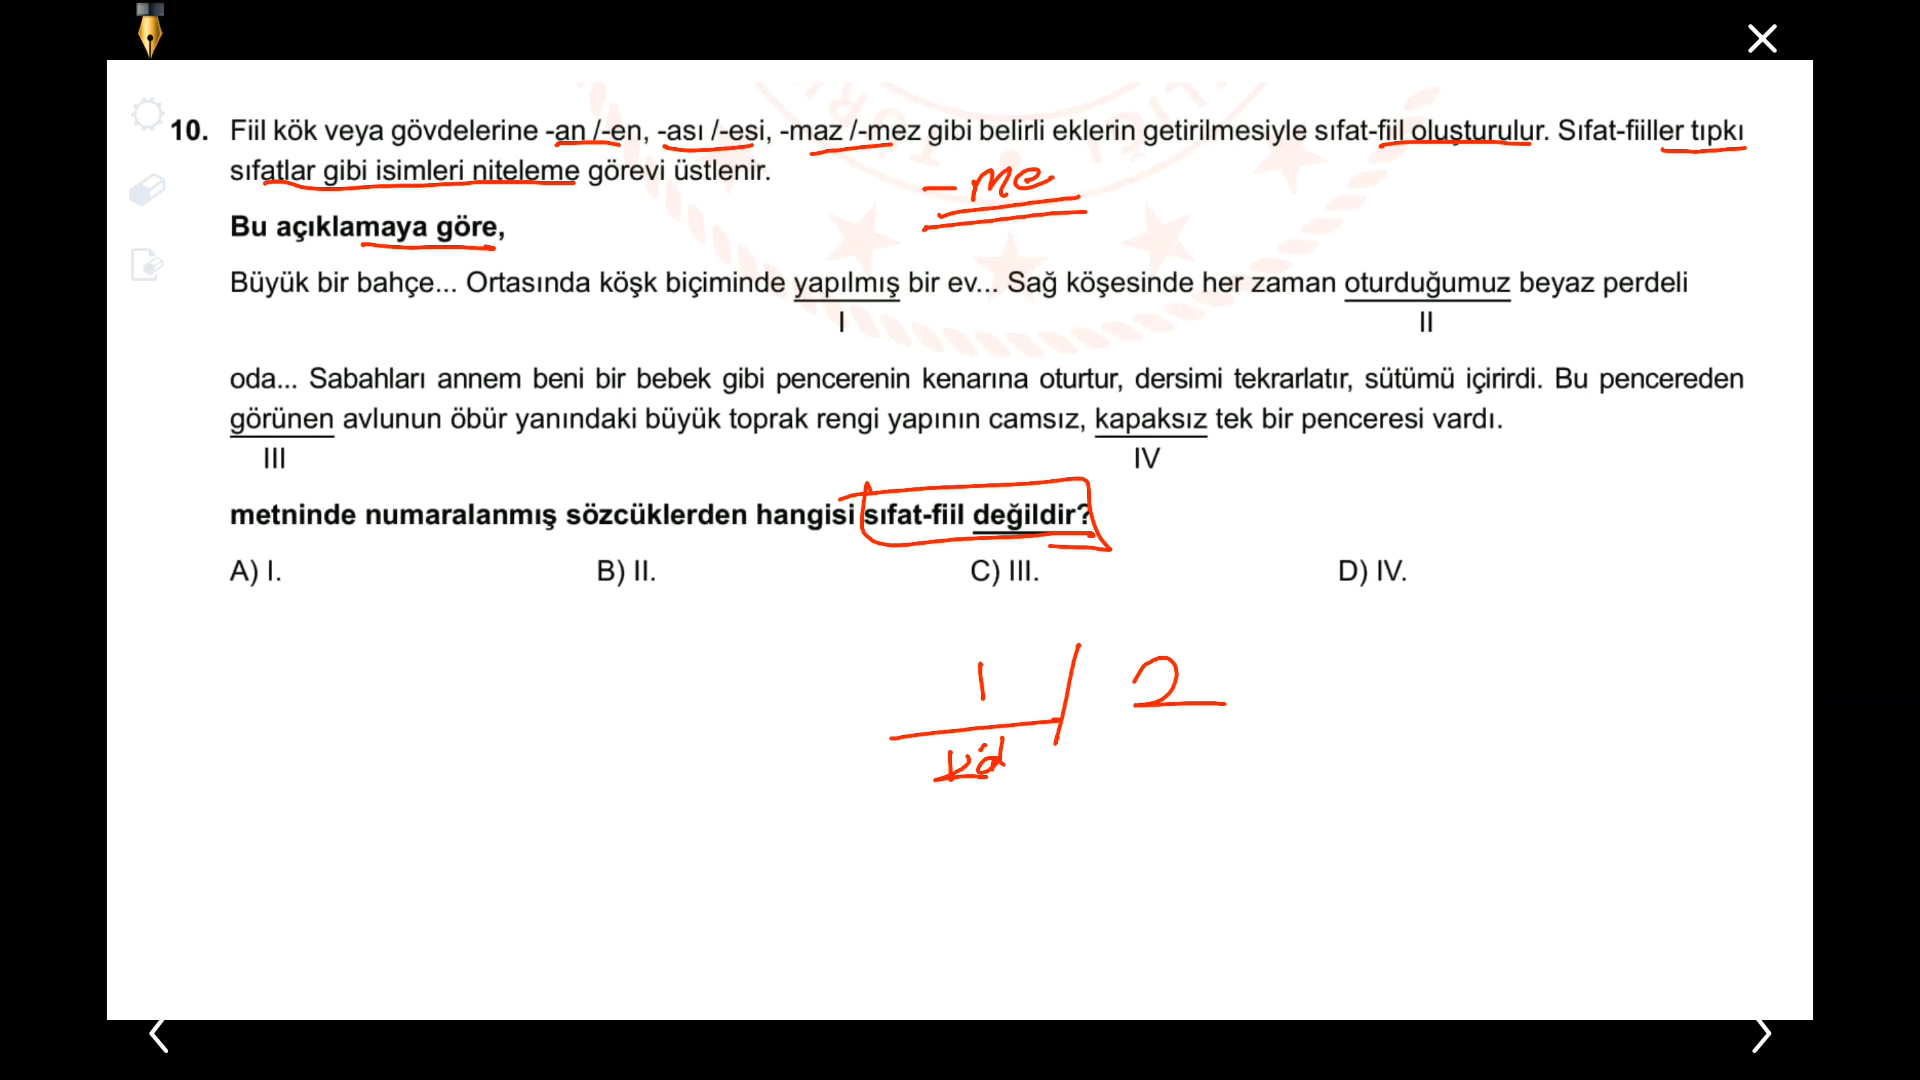 10. Fiil kök veya gövdelerine -an /-en, -ası /-esi, -maz /-mez gibi belirli eklerin getirilmesiyle sıfat-fiil oluşturulur. Sıfat-fiiller tıpkı
sıfatlar gibi isimleri niteleme görevi üstlenir.
- me
Bu açıklamaya göre,
Büyük bir bahçe... Ortasında köşk biçiminde yapılmış bir ev... Sağ köşesinde her zaman oturduğumuz beyaz perdeli
I II
oda... Sabahları annem beni bir bebek gibi pencerenin kenarına oturtur, dersimi tekrarlatır, sütümü içirirdi. Bu pencereden
görünen avlunun öbür yanındaki büyük toprak rengi yapının camsız, kapaksız tek bir penceresi vardı.
III IV
metninde numaralanmış sözcüklerden hangisi sıfat-fiil değildir?
A) I. B) II. C) III. D) IV.
1 / 2